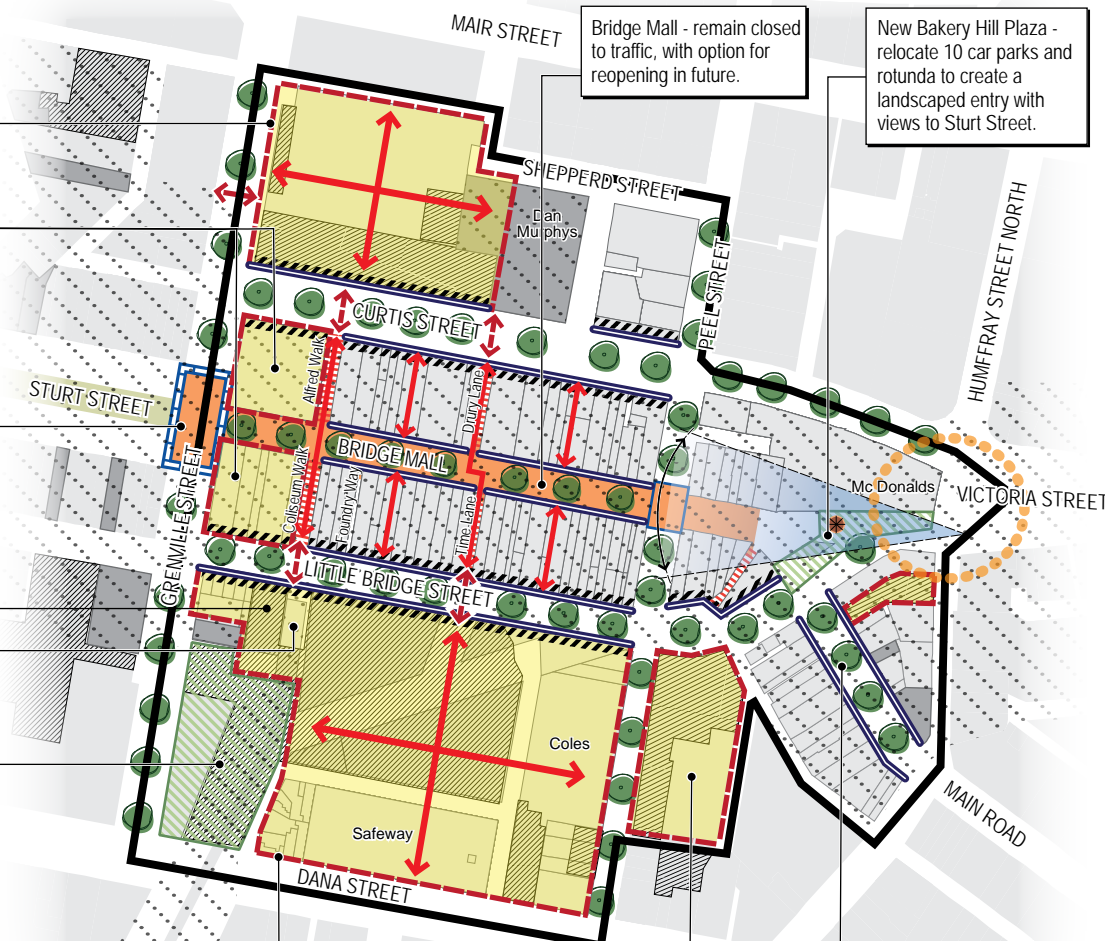 MAIR STREET
Bridge Mall - remain closed
to traffic, with option for
reopening in future.
New Bakery Hill Plaza -
relocate 10 car parks and
rotunda to create a
landscaped entry with
views to Sturt Street.
SHEPPERD STREET
Dan
Murphys
PEEL STREET
HUMFFRAY STREET NORTH
CURTIS STREET
STURT STREET
Alfred Walk
Drury Lane
BRIDGE MALL
Mc Donalds
VICTORIA STREET
GRENVILLE STREET
Coliseum Walk
Foundry Way
Time Lane
LITTLE BRIDGE STREET
Coles
Safeway
MAIN ROAD
DANA STREET